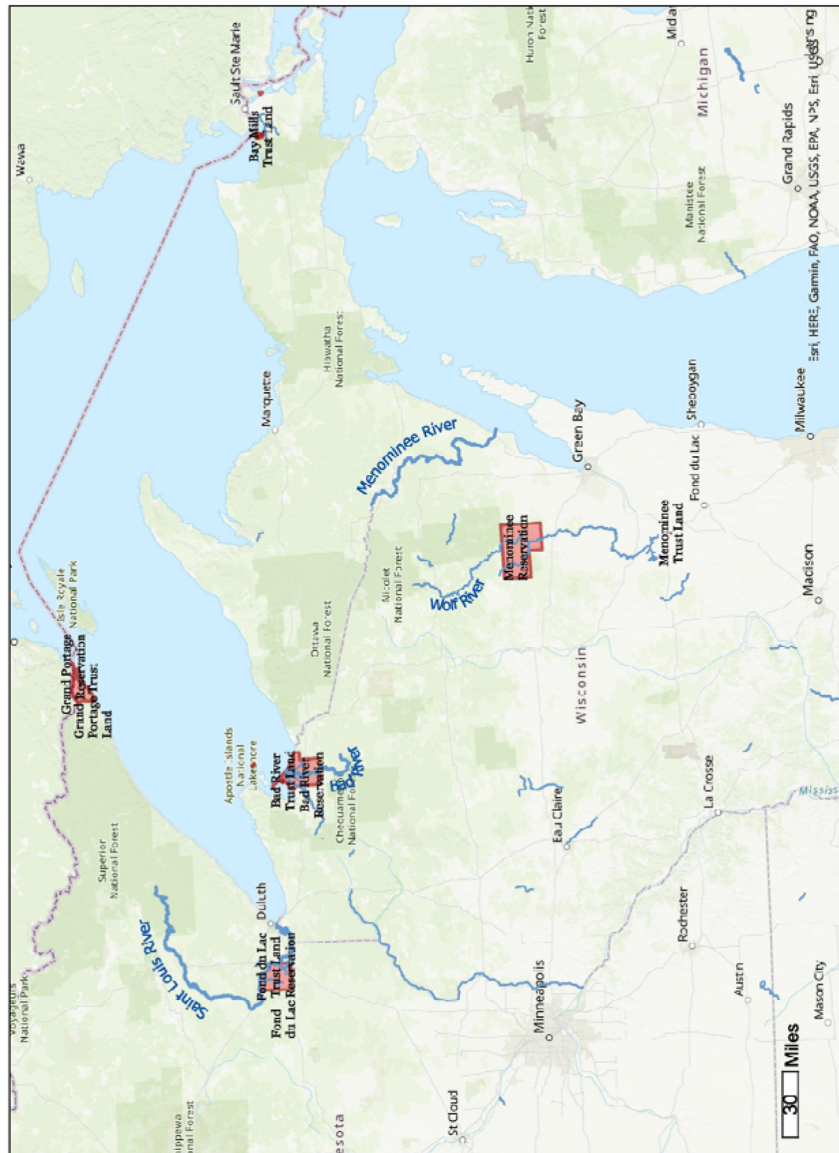 Voyageurs
National Park
Superior
National Forest
Chippewa
National Forest
Saint Louis River
Duluth
Fond du Lac
Trust Land
Fond
du Lac Reservation
Grand Portage
Reservation
Grand
Portage Trust
Land
Isle Royale
National Park
Wawa
Sault Ste Marie
Bay Mills
Trust Land
Apostle Islands
National
Lakeshore
Bad River
Trust Land
Bad River
Reservation
Bad River
Chequamegon
National Forest
Ottawa
National Forest
Marquette
Hiawatha
National Forest
Menominee River
Nicolet
National Forest
Wolf River
Menominee
Reservation
Menominee
Trust Land
Green Bay
Fond du Lac
Sheboygan
Milwaukee
Madison
Wisconsin
Eau Claire
La Crosse
Minneapolis
St Cloud
Rochester
Austin
Mason City
Manistee
National Forest
Michigan
Grand Rapids
30
Miles
Esri, HERE, Garmin, FAO, NOAA, USGS, EPA, NPS, Esri, USGS